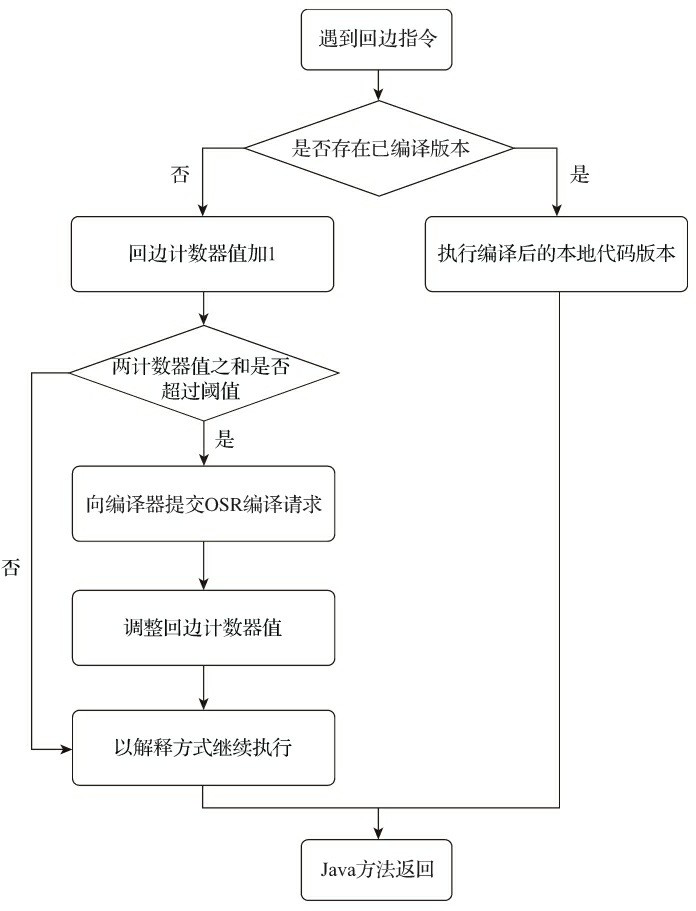 遇到回边指令
是否存在已编译版本
否
是
回边计数器值加1
执行编译后的本地代码版本
两计数器值之和是否
超过阈值
是
向编译器提交OSR编译请求
否
调整回边计数器值
以解释方式继续执行
Java方法返回